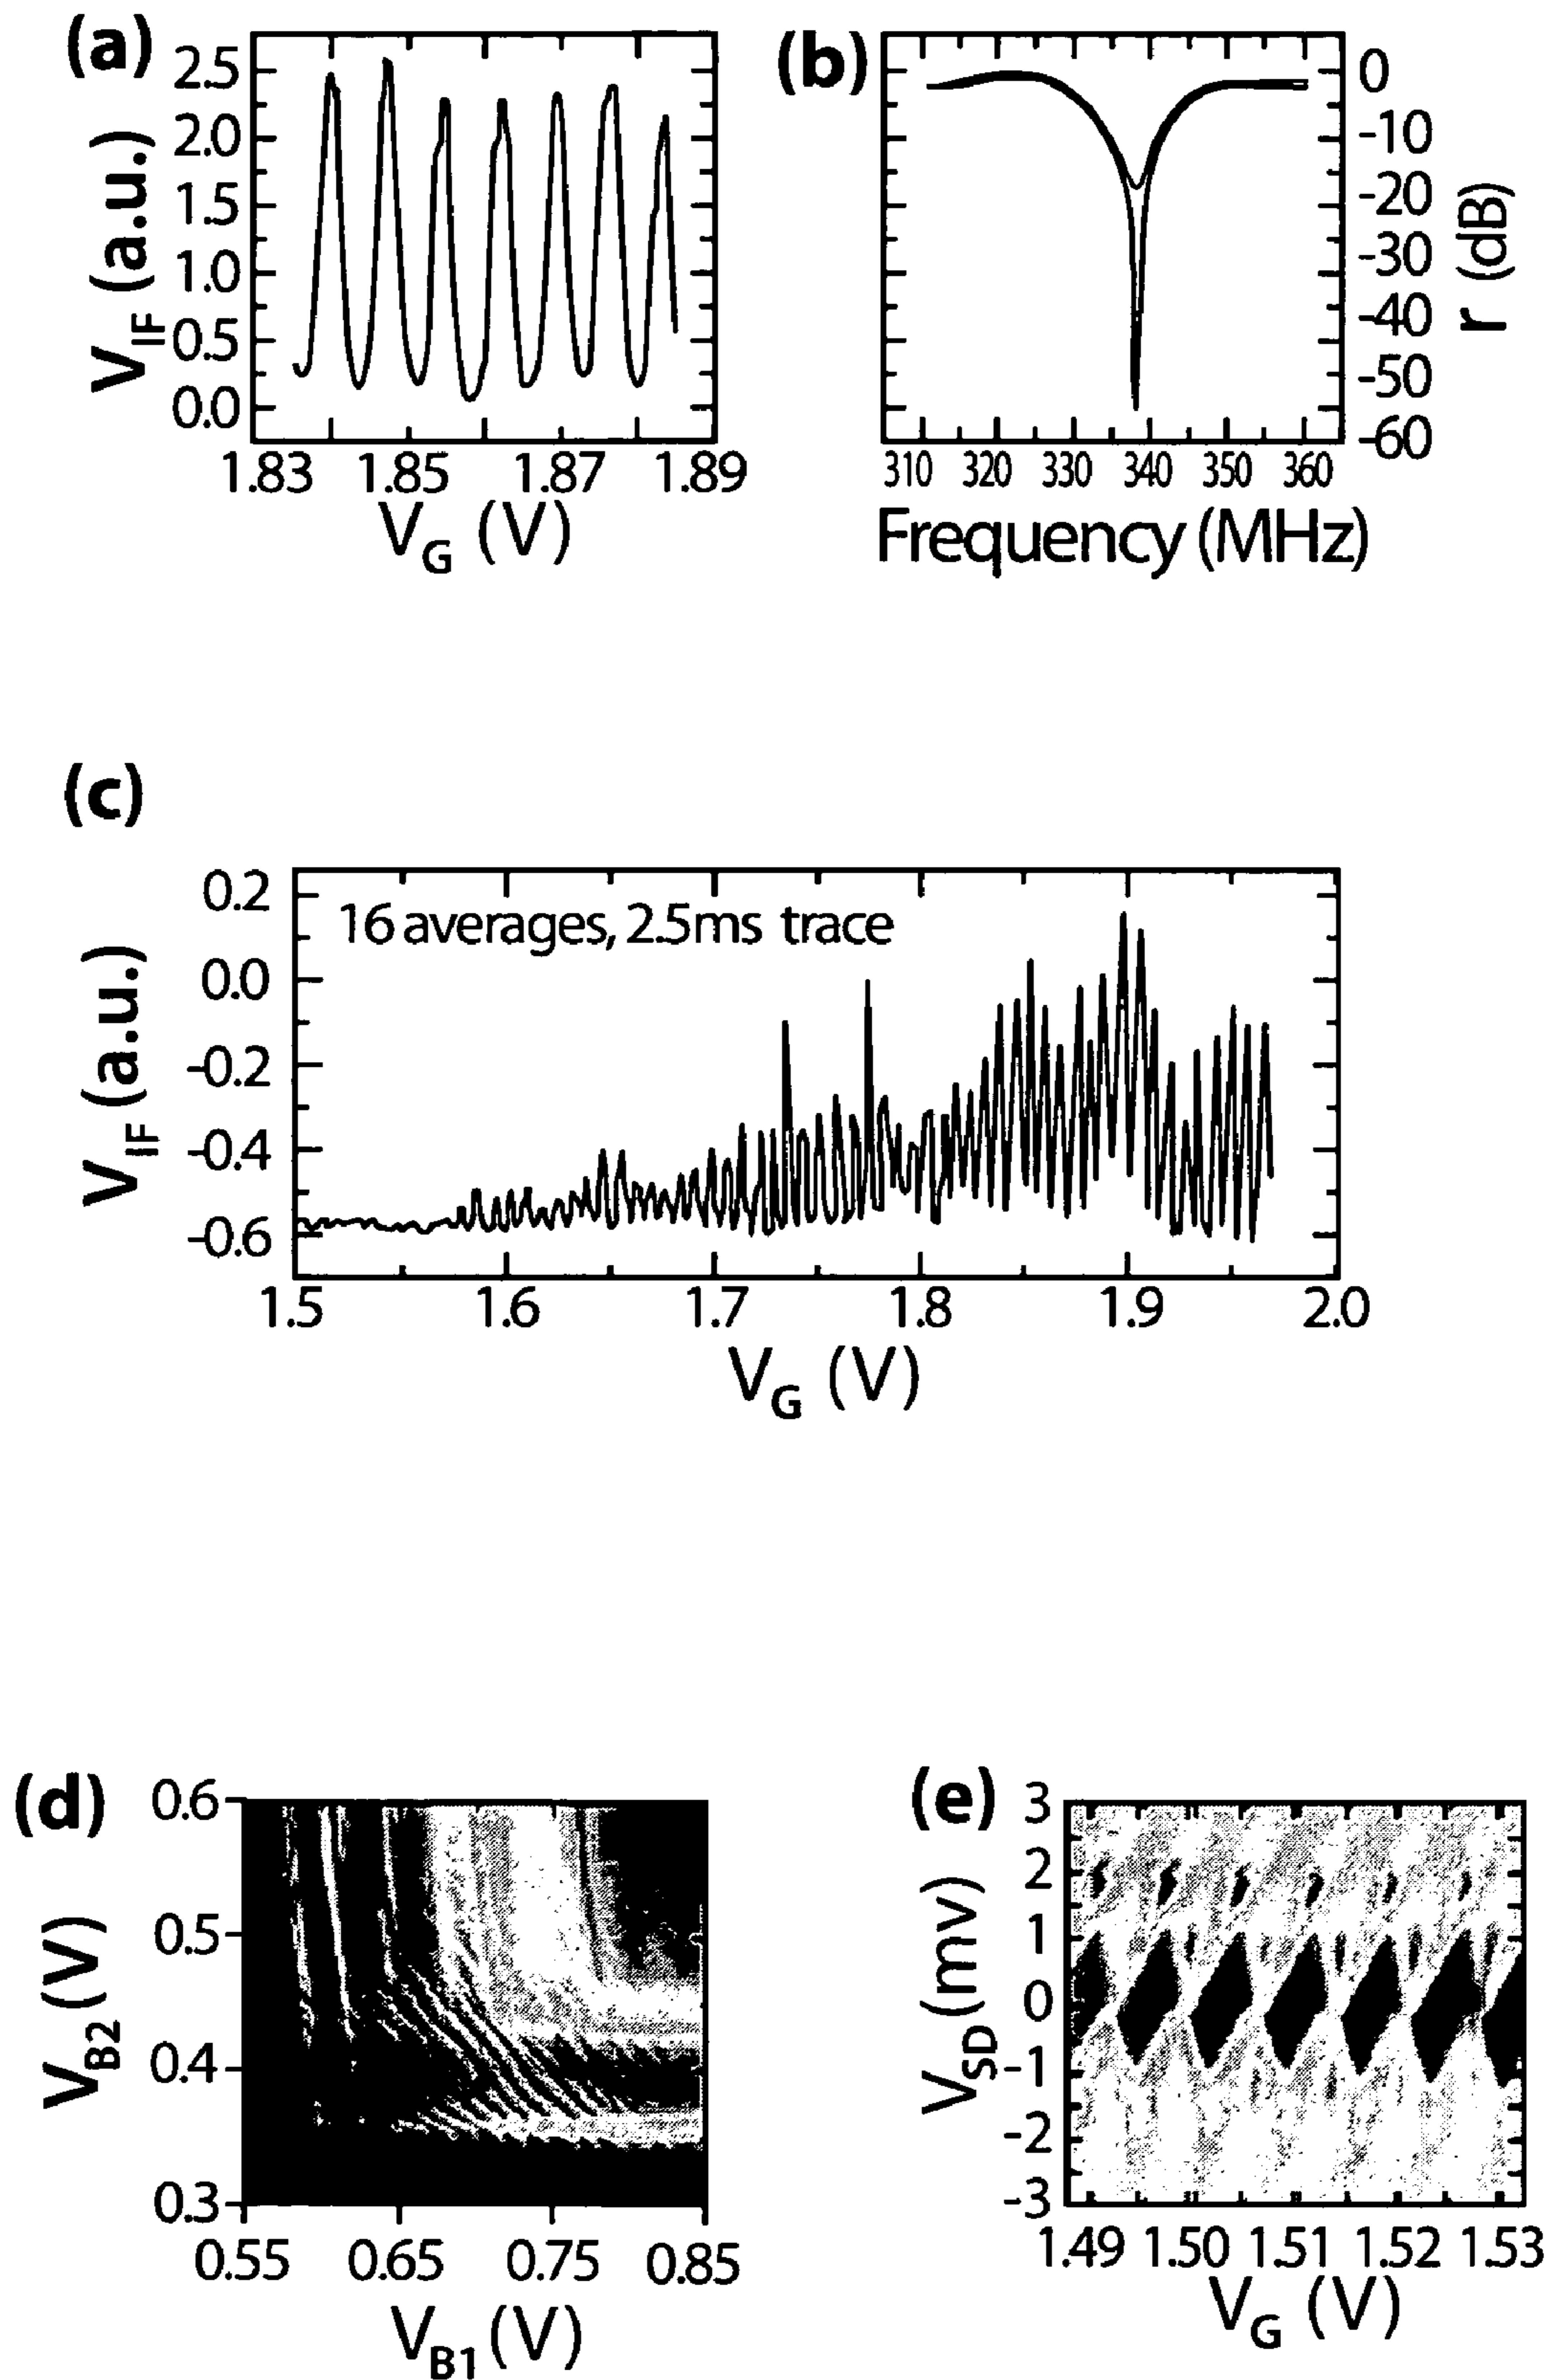 (a)
2.5
2.0
1.5
1.0
0.5
0.0
V_IF (a.u.)
1.83 1.85 1.87 1.89
V_G (V)
(b)
0
-10
-20
-30
-40
-50
-60
r (dB)
310 320 330 340 350 360
Frequency (MHz)
(c)
0.2
0.0
-0.2
-0.4
-0.6
V_IF (a.u.)
16 averages, 2.5ms trace
1.5 1.6 1.7 1.8 1.9 2.0
V_G (V)
(d)
0.6
0.5
0.4
0.3
V_B2 (V)
0.55 0.65 0.75 0.85
V_B1 (V)
(e)
3
2
1
0
-1
-2
-3
V_SD (mv)
1.49 1.50 1.51 1.52 1.53
V_G (V)